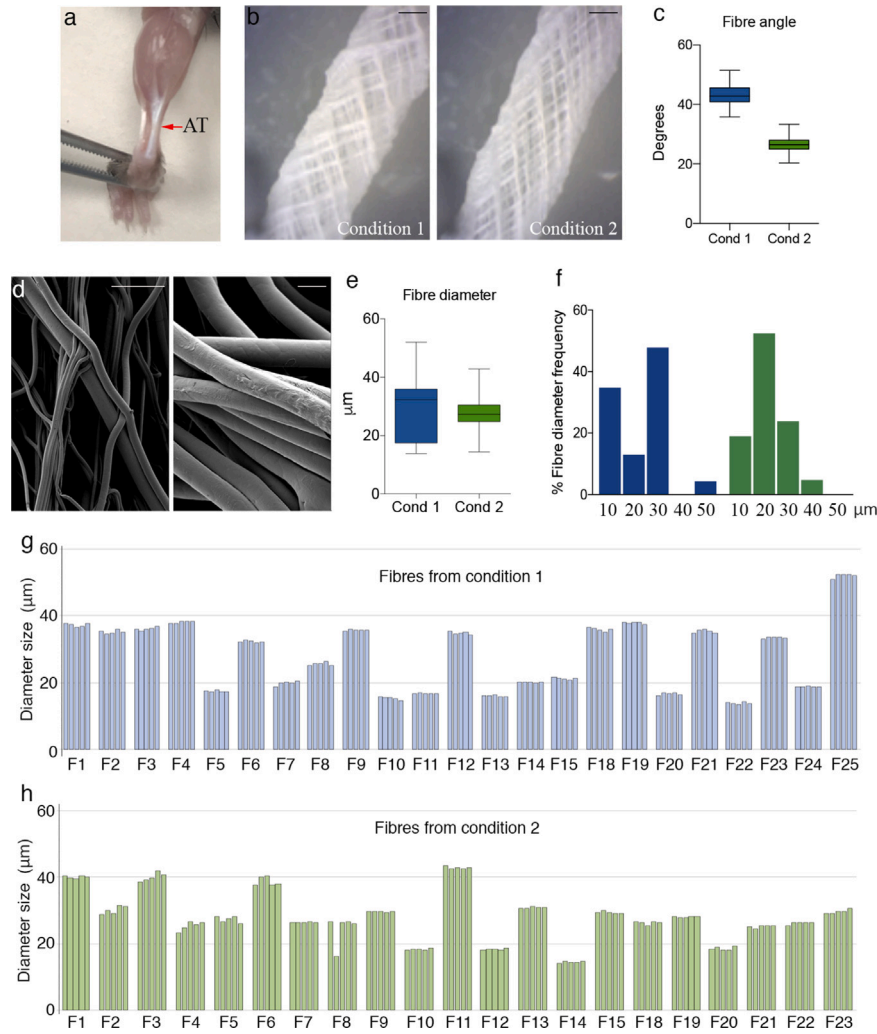 a
AT
b
Condition 1
Condition 2
c
Fibre angle
60
40
20
0
Degrees
Cond 1
Cond 2
d
e
Fibre diameter
60
40
20
0
μm
Cond 1
Cond 2
f
60
40
20
0
% Fibre diameter frequency
10 20 30 40 50 10 20 30 40 50 μm
g
Fibres from condition 1
60
40
20
0
Diameter size (μm)
F1 F2 F3 F4 F5 F6 F7 F8 F9 F10 F11 F12 F13 F14 F15 F18 F19 F20 F21 F22 F23 F24 F25
h
Fibres from condition 2
60
40
20
0
Diameter size (μm)
F1 F2 F3 F4 F5 F6 F7 F8 F9 F10 F11 F12 F13 F14 F15 F18 F19 F20 F21 F22 F23